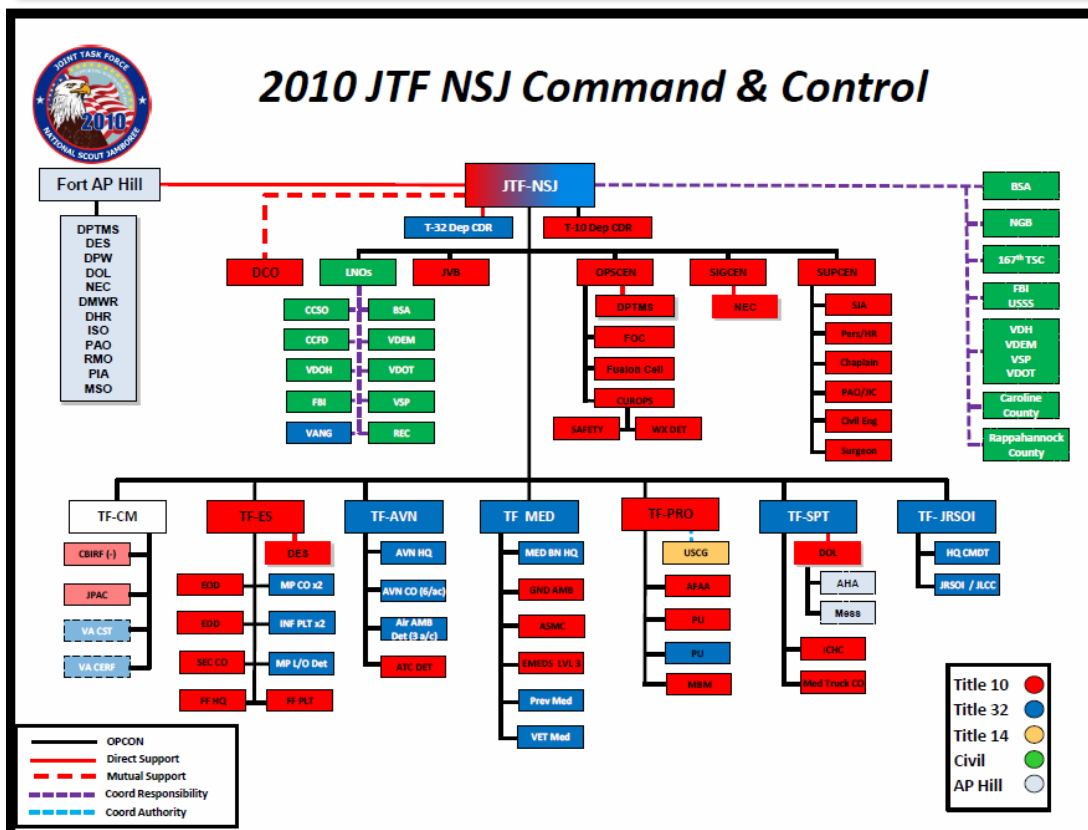 JOINT TASK FORCE
2010
NATIONAL SCOUT JAMBOREE
2010 JTF NSJ Command & Control
Fort AP Hill
JTF-NSJ
BSA
T-32 Dep CDR
T-10 Dep CDR
NGB
DPTMS
DES
DPW
DOL
NEC
DMWR
DHR
ISO
PAO
RMO
PIA
MSO
167th TSC
FBI
USSS
VDH
VDEM
VSP
VDOT
Caroline
County
Rappahannock
County
DCO
LNOs
JVB
OPSCEN
SIGCEN
SUPCEN
CCSO
BSA
CCFD
VDEM
VDOH
VDOT
FBI
VSP
VANG
REC
DPTMS
FOC
Fusion Cell
CUROPS
SAFETY
WX DET
NEC
SJA
Pers/HR
Chaplain
PAO/JIC
Civil Eng
Surgeon
TF-CM
TF-ES
TF-AVN
TF MED
TF-PRO
TF-SPT
TF- JRSOI
CBIRF (-)
JPAC
VA CST
VA CERF
DES
EOD
MP CO x2
EDD
INF PLT x2
SEC CO
MP L/O Det
FF HQ
FF PLT
AVN HQ
AVN CO (6/ac)
Air AMB
Det (3 a/c)
ATC DET
MED BN HQ
GND AMB
ASMC
EMEDS LVL 3
Prev Med
VET Med
USCG
AFAA
PU
PU
MBM
DOL
AHA
Mess
ICHC
Med Truck CO
HQ CMDT
JRSOI / JLCC
OPCON
Direct Support
Mutual Support
Coord Responsibility
Coord Authority
Title 10
Title 32
Title 14
Civil
AP Hill